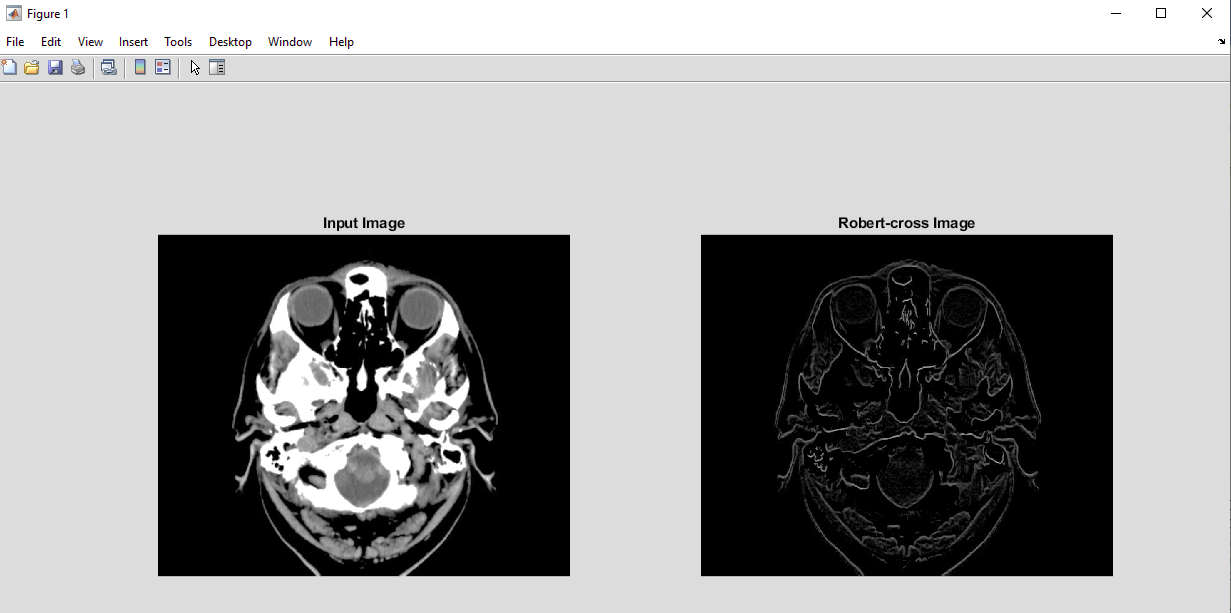 Figure 1
File Edit View Insert Tools Desktop Window Help
Input Image
Robert-cross Image